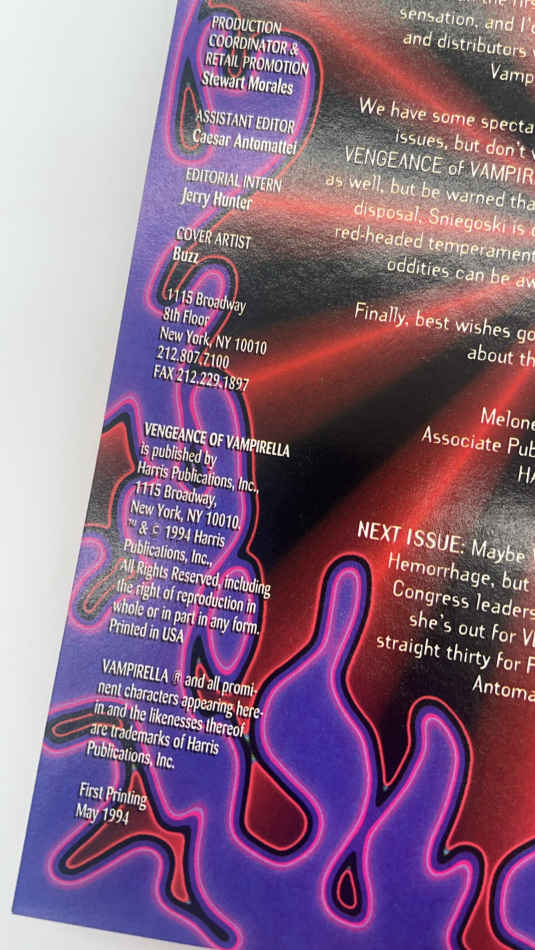 PRODUCTION
COORDINATOR &
RETAIL PROMOTION
Stewart Morales
ASSISTANT EDITOR
Caesar Antomattei
EDITORIAL INTERN
Jerry Hunter
COVER ARTIST
Buzz
1115 Broadway
8th Floor
New York, NY 10010
212.807.7100
FAX 212.229.1897
VENGEANCE OF VAMPIRELLA
is published by
Harris Publications, Inc.,
1115 Broadway,
New York, NY 10010.
™ & © 1994 Harris
Publications, Inc.,
All Rights Reserved, including
the right of reproduction in
whole or in part in any form.
Printed in USA
VAMPIRELLA ® and all promi-
nent characters appearing here-
in and the likenesses thereof
are trademarks of Harris
Publications, Inc.
First Printing
May 1994
sensation, and I'
and distributors
Vamp
We have some specta
issues, but don't
VENGEANCE of VAMPIR
as well, but be warned tha
disposal, Sniegoski is
red-headed temperament
oddities can be aw
Finally, best wishes go
about th
Melone
Associate Pub
HA
NEXT ISSUE: Maybe
Hemorrhage, but
Congress leaders
she's out for V
straight thirty for F
Antoma